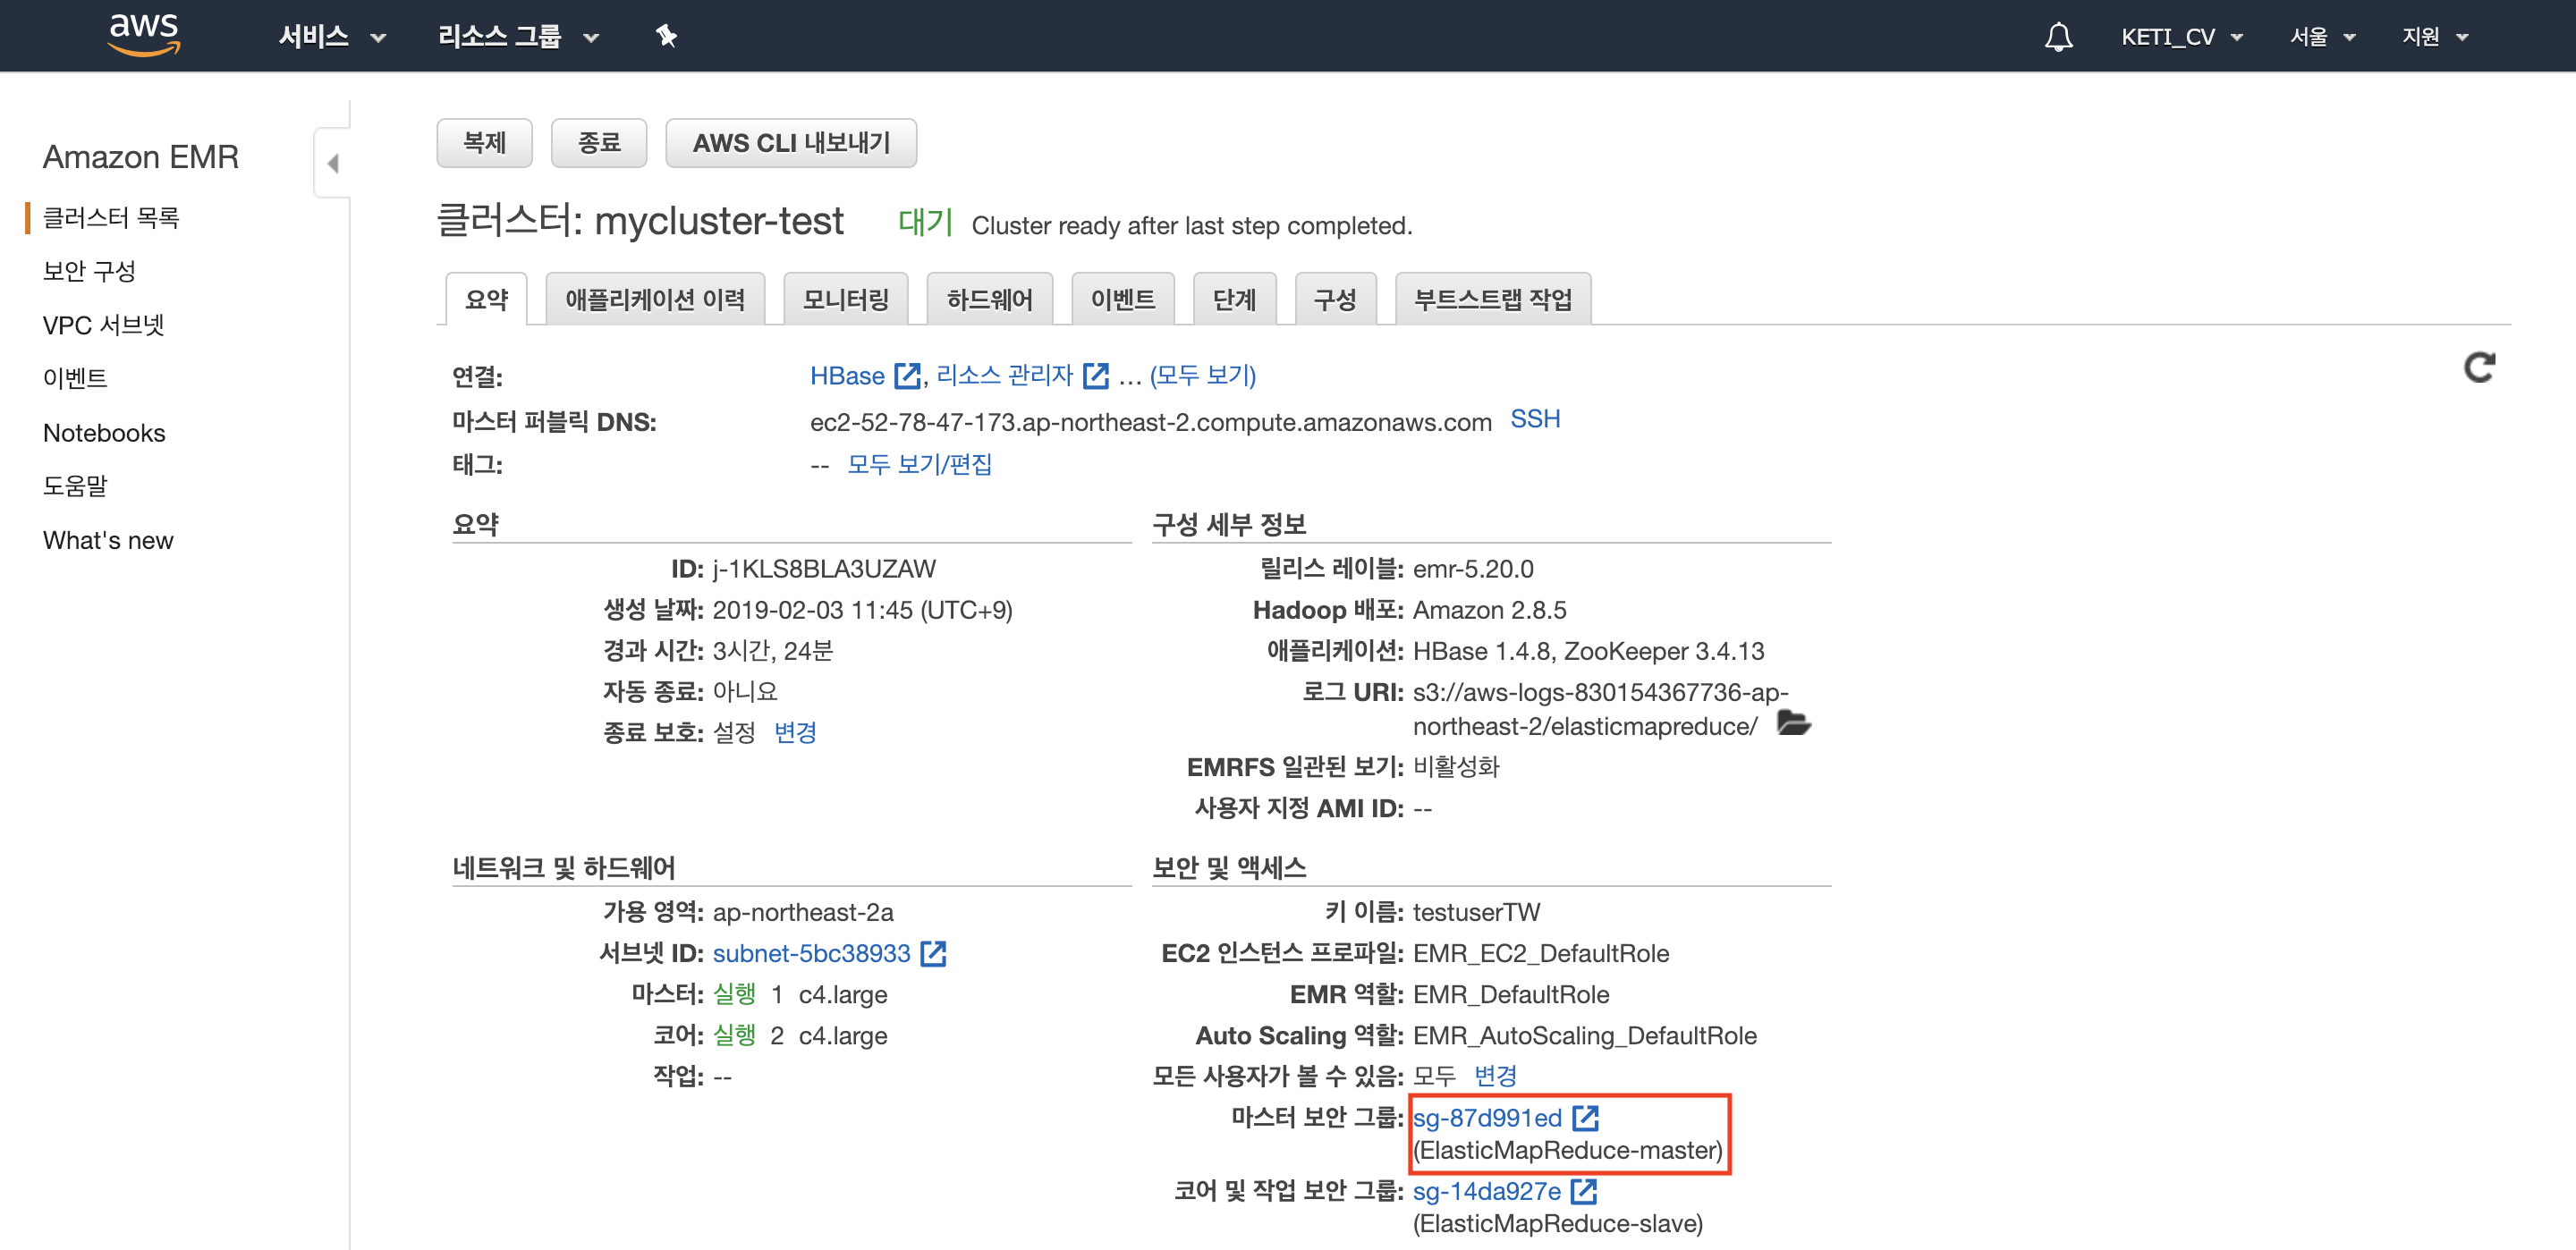 aws 서비스 리소스 그룹 KETI_CV 서울 지원
Amazon EMR
클러스터 목록
보안 구성
VPC 서브넷
이벤트
Notebooks
도움말
What's new
복제 종료 AWS CLI 내보내기
클러스터: mycluster-test 대기 Cluster ready after last step completed.
요약 애플리케이션 이력 모니터링 하드웨어 이벤트 단계 구성 부트스트랩 작업
연결: HBase , 리소스 관리자 ... (모두 보기)
마스터 퍼블릭 DNS: ec2-52-78-47-173.ap-northeast-2.compute.amazonaws.com SSH
태그: -- 모두 보기/편집
요약
ID: j-1KLS8BLA3UZAW
생성 날짜: 2019-02-03 11:45 (UTC+9)
경과 시간: 3시간, 24분
자동 종료: 아니요
종료 보호: 설정 변경
구성 세부 정보
릴리스 레이블: emr-5.20.0
Hadoop 배포: Amazon 2.8.5
애플리케이션: HBase 1.4.8, ZooKeeper 3.4.13
로그 URI: s3://aws-logs-830154367736-ap-
northeast-2/elasticmapreduce/
EMRFS 일관된 보기: 비활성화
사용자 지정 AMI ID: --
네트워크 및 하드웨어
가용 영역: ap-northeast-2a
서브넷 ID: subnet-5bc38933
마스터: 실행 1 c4.large
코어: 실행 2 c4.large
작업: --
보안 및 액세스
키 이름: testuserTW
EC2 인스턴스 프로파일: EMR_EC2_DefaultRole
EMR 역할: EMR_DefaultRole
Auto Scaling 역할: EMR_AutoScaling_DefaultRole
모든 사용자가 볼 수 있음: 모두 변경
마스터 보안 그룹: sg-87d991ed
(ElasticMapReduce-master)
코어 및 작업 보안 그룹: sg-14da927e
(ElasticMapReduce-slave)